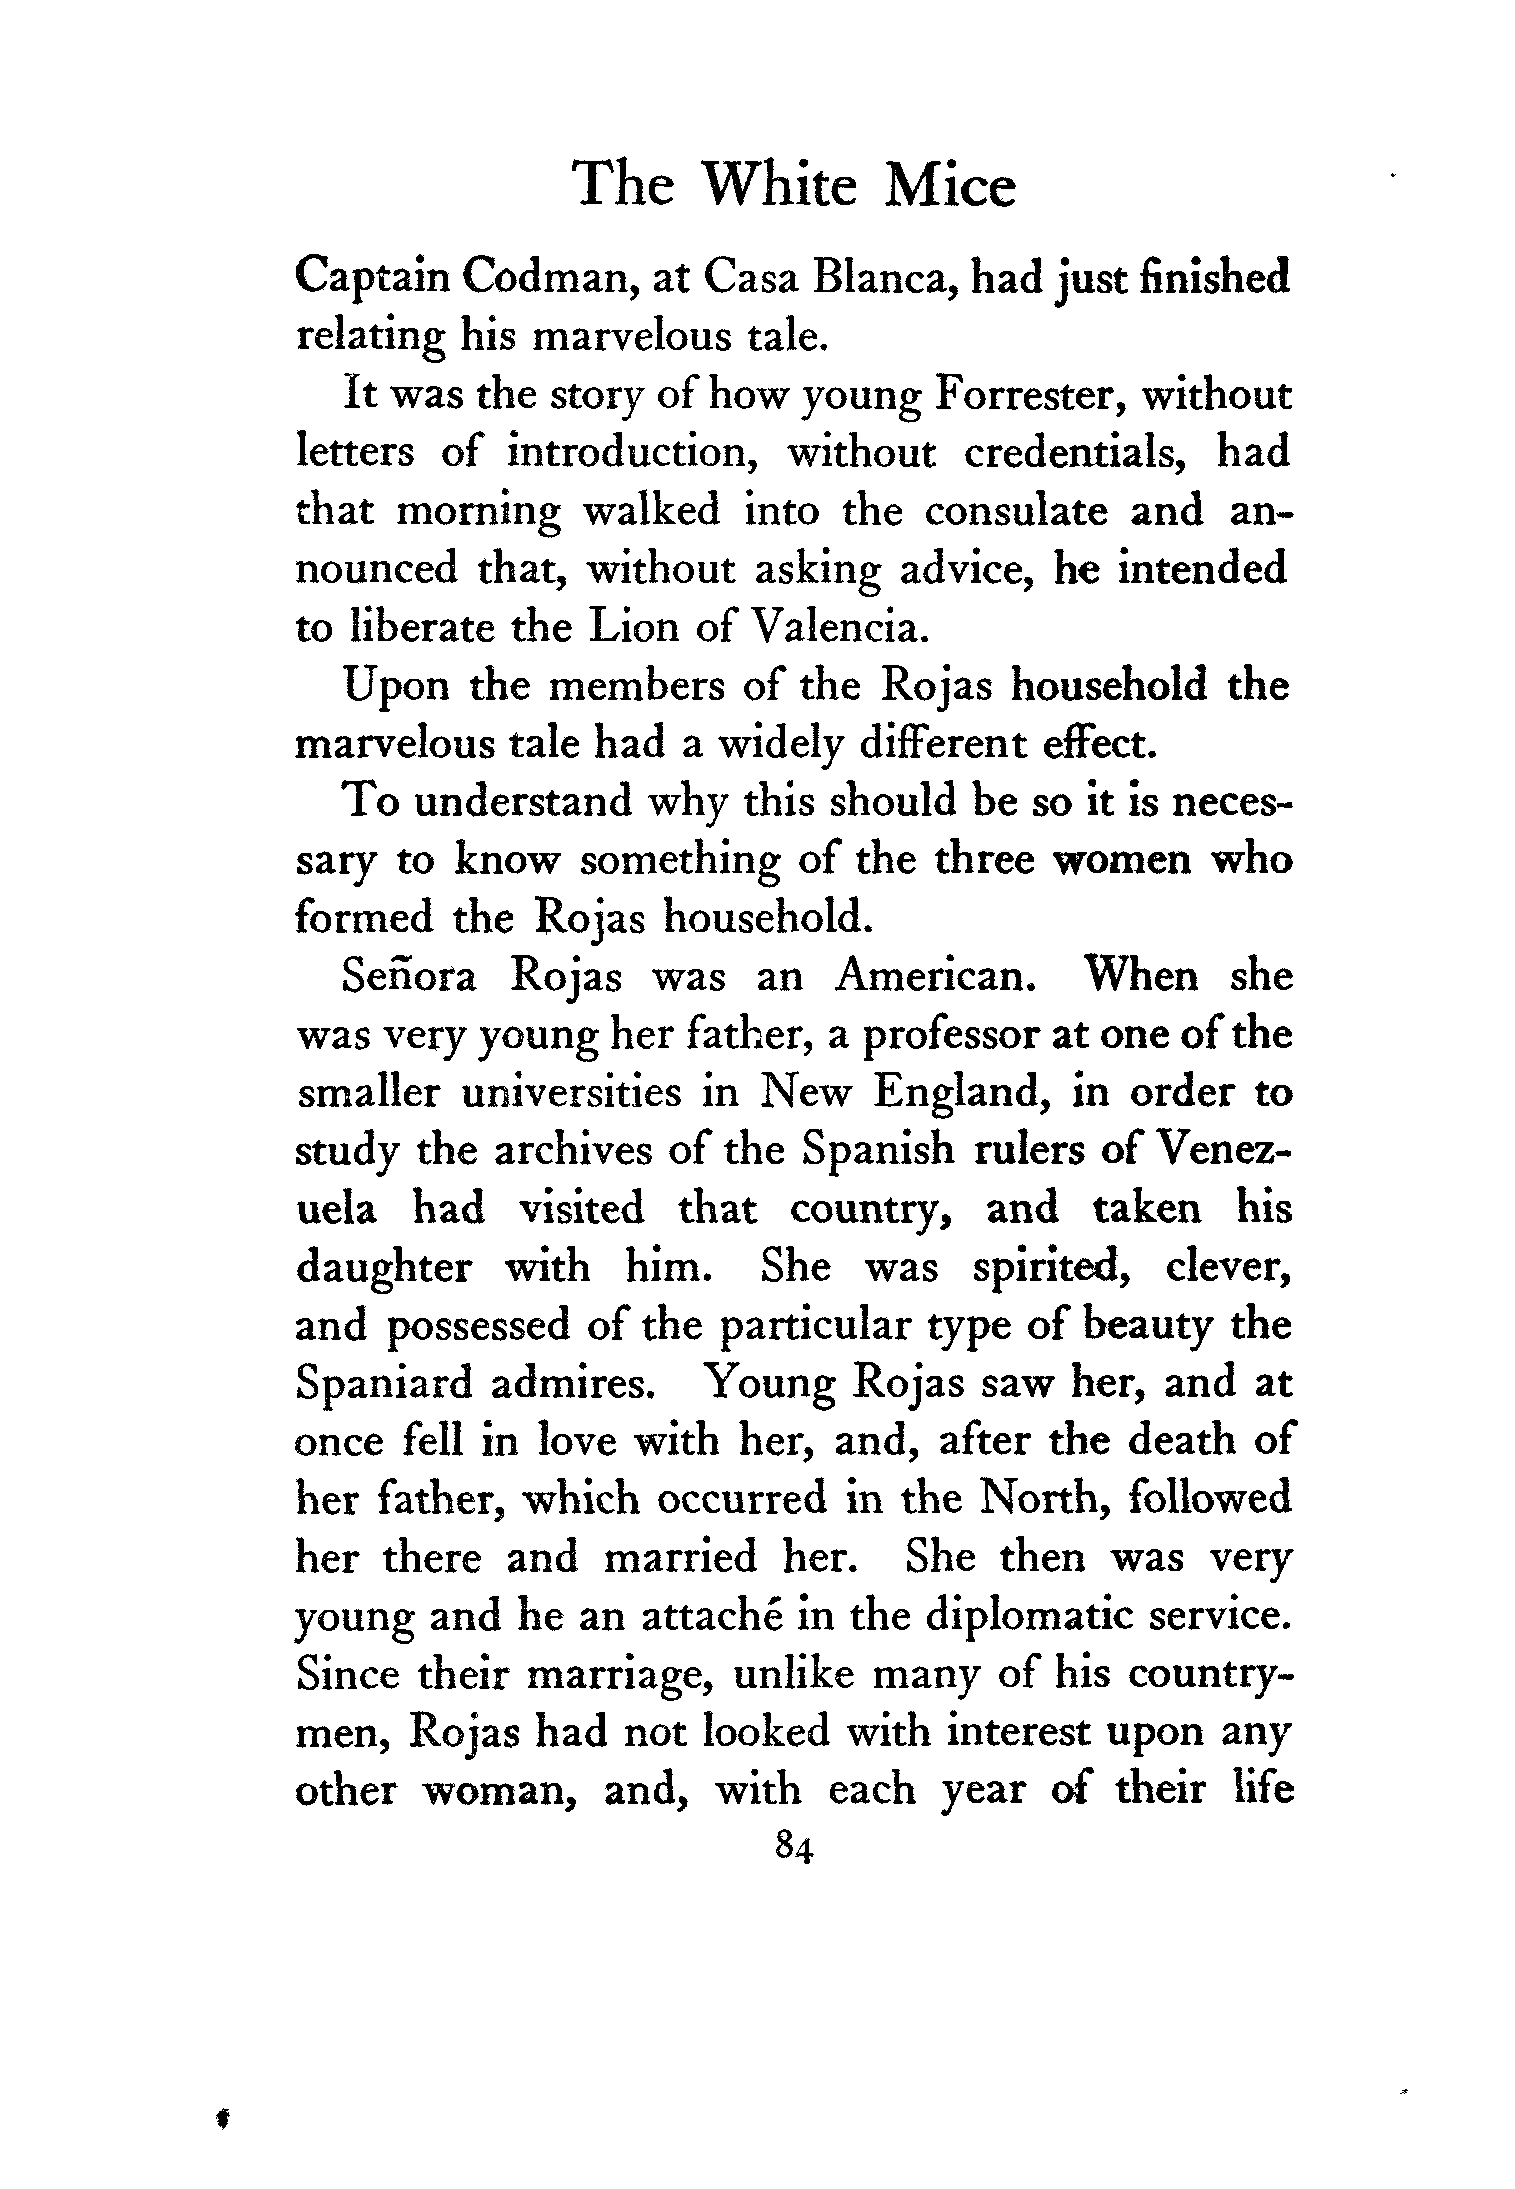 The White Mice
Captain Codman, at Casa Blanca, had just finished
relating his marvelous tale.
It was the story of how young Forrester, without
letters of introduction, without credentials, had
that morning walked into the consulate and an-
nounced that, without asking advice, he intended
to liberate the Lion of Valencia.
Upon the members of the Rojas household the
marvelous tale had a widely different effect.
To understand why this should be so it is neces-
sary to know something of the three women who
formed the Rojas household.
Señora Rojas was an American. When she
was very young her father, a professor at one of the
smaller universities in New England, in order to
study the archives of the Spanish rulers of Venez-
uela had visited that country, and taken his
daughter with him. She was spirited, clever,
and possessed of the particular type of beauty the
Spaniard admires. Young Rojas saw her, and at
once fell in love with her, and, after the death of
her father, which occurred in the North, followed
her there and married her. She then was very
young and he an attaché in the diplomatic service.
Since their marriage, unlike many of his country-
men, Rojas had not looked with interest upon any
other woman, and, with each year of their life
84